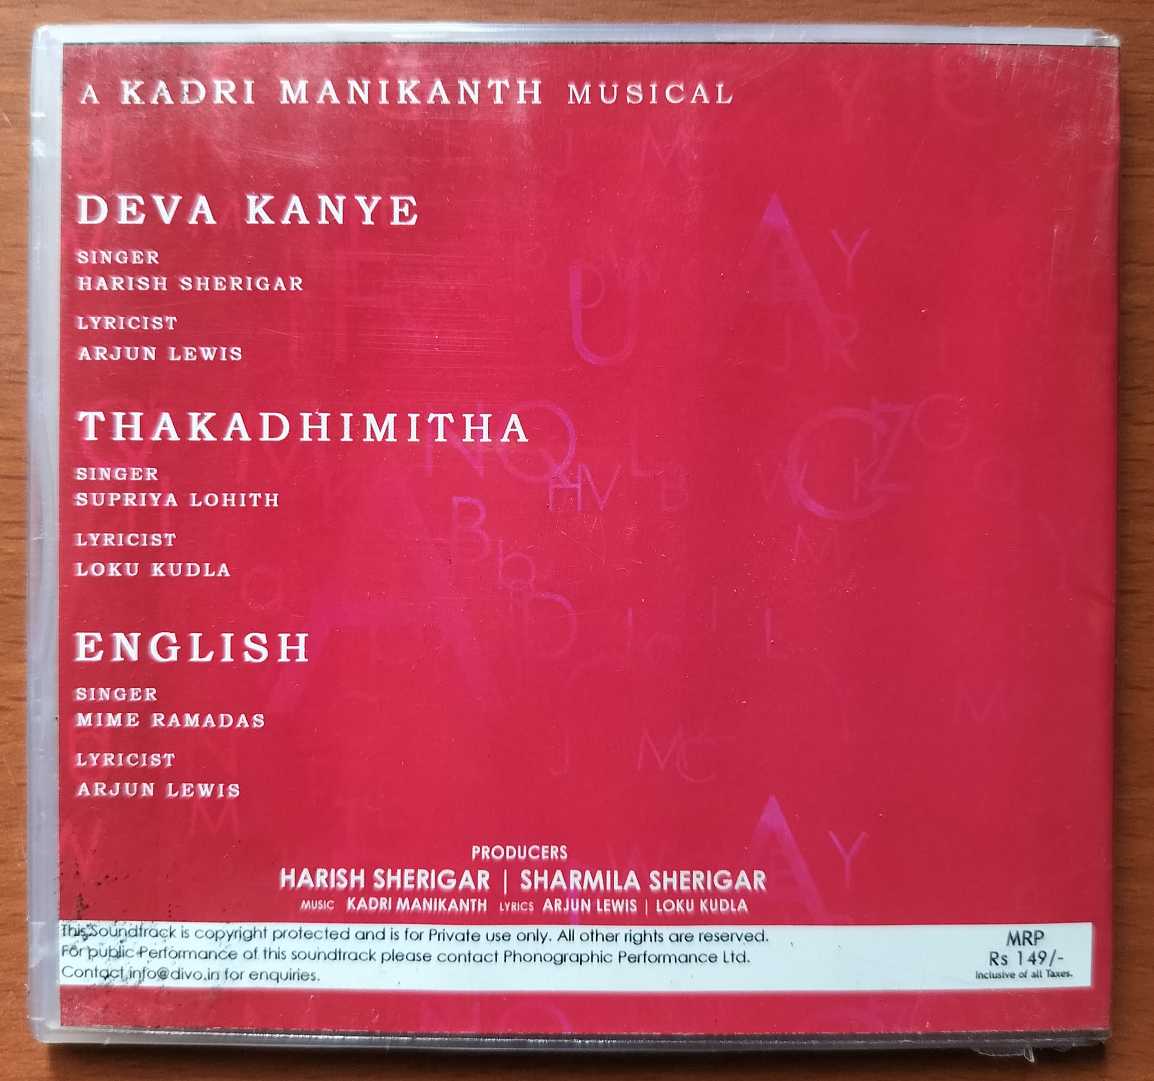 A KADRI MANIKANTH MUSICAL
DEVA KANYE
SINGER
HARISH SHERIGAR
LYRICIST
ARJUN LEWIS
THAKADHIMITHA
SINGER
SUPRIYA LOHITH
LYRICIST
LOKU KUDLA
ENGLISH
SINGER
MIME RAMADAS
LYRICIST
ARJUN LEWIS
PRODUCERS
HARISH SHERIGAR | SHARMILA SHERIGAR
MUSIC KADRI MANIKANTH LYRICS ARJUN LEWIS | LOKU KUDLA
This Soundtrack is copyright protected and is for Private use only. All other rights are reserved.
For public Performance of this soundtrack please contact Phonographic Performance Ltd.
Contact info@divo.in for enquiries.
MRP
Rs 149/-
Inclusive of all Taxes.